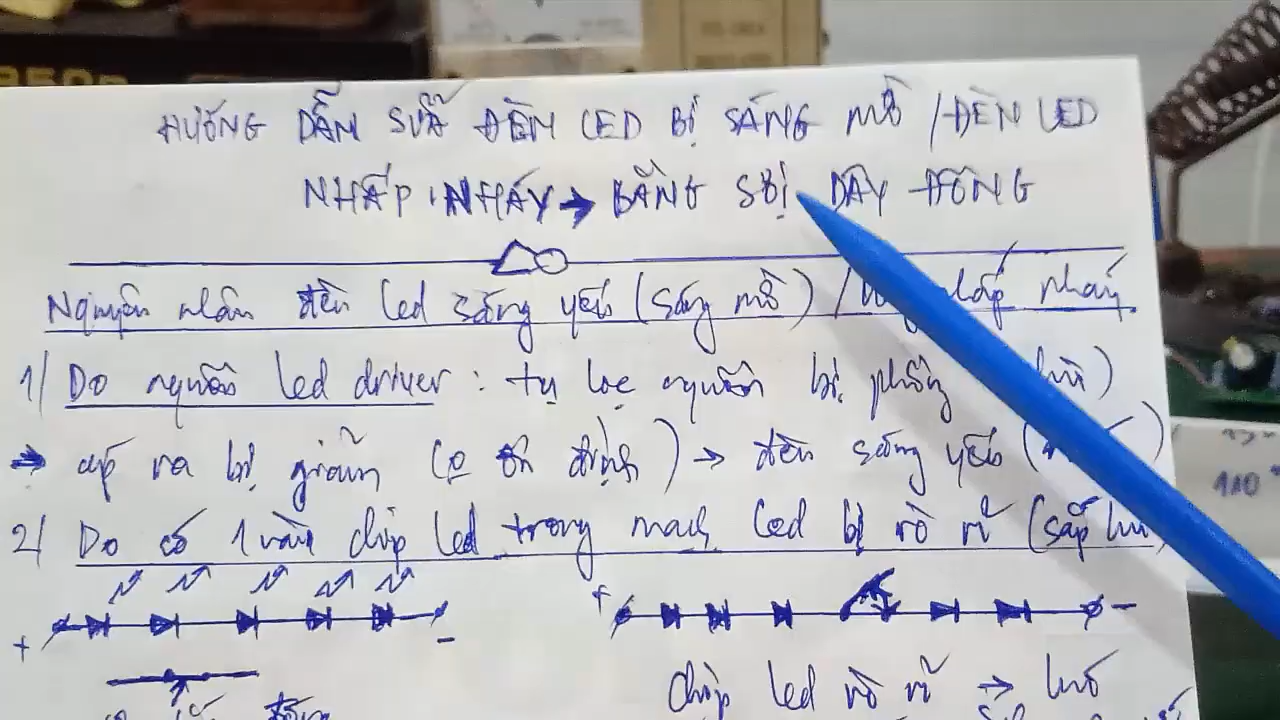 HƯỚNG DẪN SỬA ĐÈN LED BỊ SÁNG MỜ / ĐÈN LED
NHẤP NHÁY → BẰNG SỢI DÂY ĐỒNG
Nguyên nhân đèn led sáng yếu (sáng mờ) / nhấp nháy
1/ Do nguồn led driver : tụ lọc nguồn bị phồng
→ áp ra bị giảm (ổn định) → đèn sáng yếu
2/ Do có 1 vài chip led trong mạch led bị rò rỉ (sắp hư
+ - + -
chip led rò rỉ → lúc